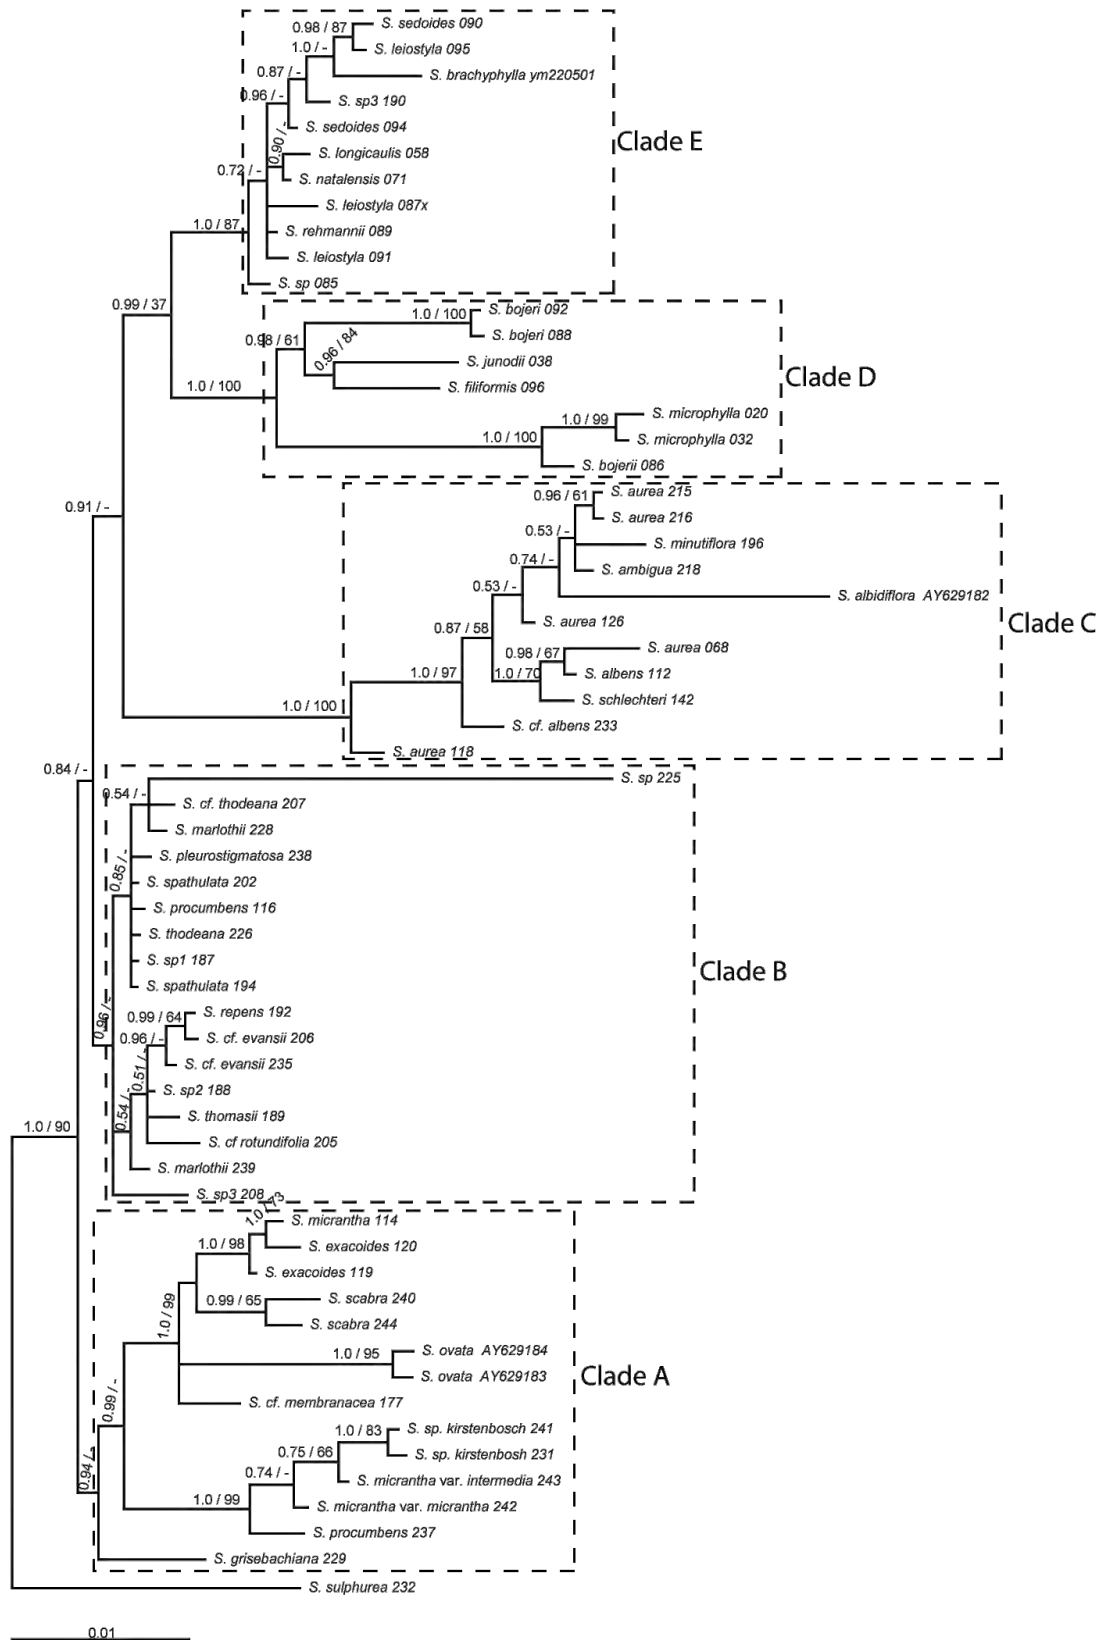 S. sedoides 090
0.98 / 87
1.0 / -
S. leiostyla 095
0.87 / -
S. brachyphylla ym220501
0.96 / -
S. sp3 190
S. sedoides 094
0.90 / -
S. longicaulis 058
Clade E
0.72 / -
S. natalensis 071
S. leiostyla 087x
1.0 / 87
S. rehmannii 089
S. leiostyla 091
S. sp 085
0.99 / 37
S. bojeri 092
1.0 / 100
0.98 / 61
S. bojeri 088
0.96 / 84
S. junodii 038
Clade D
1.0 / 100
S. filiformis 096
S. microphylla 020
1.0 / 99
1.0 / 100
S. microphylla 032
S. bojerii 086
S. aurea 215
0.96 / 61
0.91 / -
S. aurea 216
0.53 / -
S. minutiflora 196
0.74 / -
S. ambigua 218
0.53 / -
S. albidiflora AY629182
S. aurea 126
Clade C
0.87 / 58
S. aurea 068
0.98 / 67
1.0 / 97
1.0 / 70
S. albens 112
S. schlechteri 142
1.0 / 100
S. cf. albens 233
S. aurea 118
0.84 / -
S. sp 225
0.54 / -
S. cf. thodeana 207
S. marlothii 228
S. pleurostigmatosa 238
0.85 / -
S. spathulata 202
S. procumbens 116
S. thodeana 226
S. sp1 187
Clade B
S. spathulata 194
S. repens 192
0.99 / 64
0.96 / -
0.96 / -
S. cf. evansii 206
S. cf. evansii 235
0.51 / -
S. sp2 188
0.54 / -
S. thomasii 189
1.0 / 90
S. cf rotundifolia 205
S. marlothii 239
S. sp3 208
1.0 / 73
S. micrantha 114
1.0 / 98
S. exacoides 120
S. exacoides 119
0.99 / 65
S. scabra 240
1.0 / 99
S. scabra 244
S. ovata AY629184
1.0 / 95
S. ovata AY629183
Clade A
0.99 / -
S. cf. membranacea 177
S. sp. kirstenbosch 241
1.0 / 83
0.75 / 66
S. sp. kirstenbosh 231
0.94 / -
0.74 / -
S. micrantha var. intermedia 243
1.0 / 99
S. micrantha var. micrantha 242
S. procumbens 237
S. grisebachiana 229
S. sulphurea 232
0.01